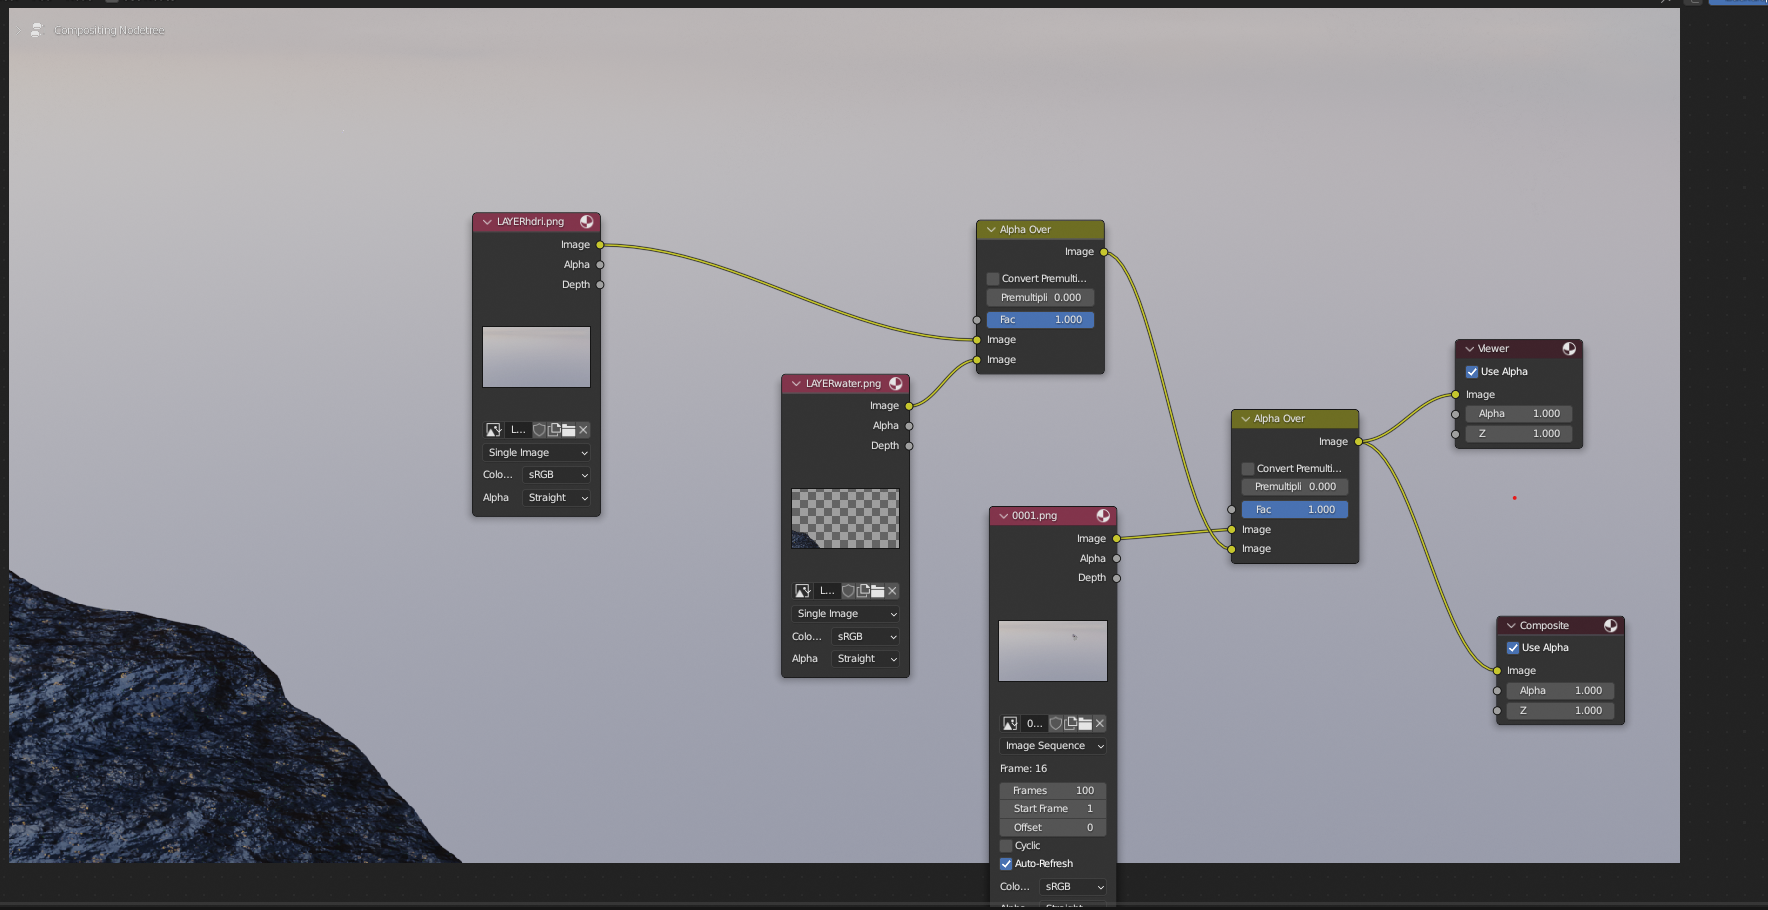 Compositing Nodetree
LAYERhdri.png
Image
Alpha
Depth
L...
Single Image
Colo... sRGB
Alpha Straight
LAYERwater.png
Image
Alpha
Depth
L...
Single Image
Colo... sRGB
Alpha Straight
Alpha Over
Image
Convert Premulti...
Premultipli 0.000
Fac 1.000
Image
Image
0001.png
Image
Alpha
Depth
0...
Image Sequence
Frame: 16
Frames 100
Start Frame 1
Offset 0
Cyclic
Auto-Refresh
Colo... sRGB
Alpha Straight
Alpha Over
Image
Convert Premulti...
Premultipli 0.000
Fac 1.000
Image
Image
Viewer
Use Alpha
Image
Alpha 1.000
Z 1.000
Composite
Use Alpha
Image
Alpha 1.000
Z 1.000